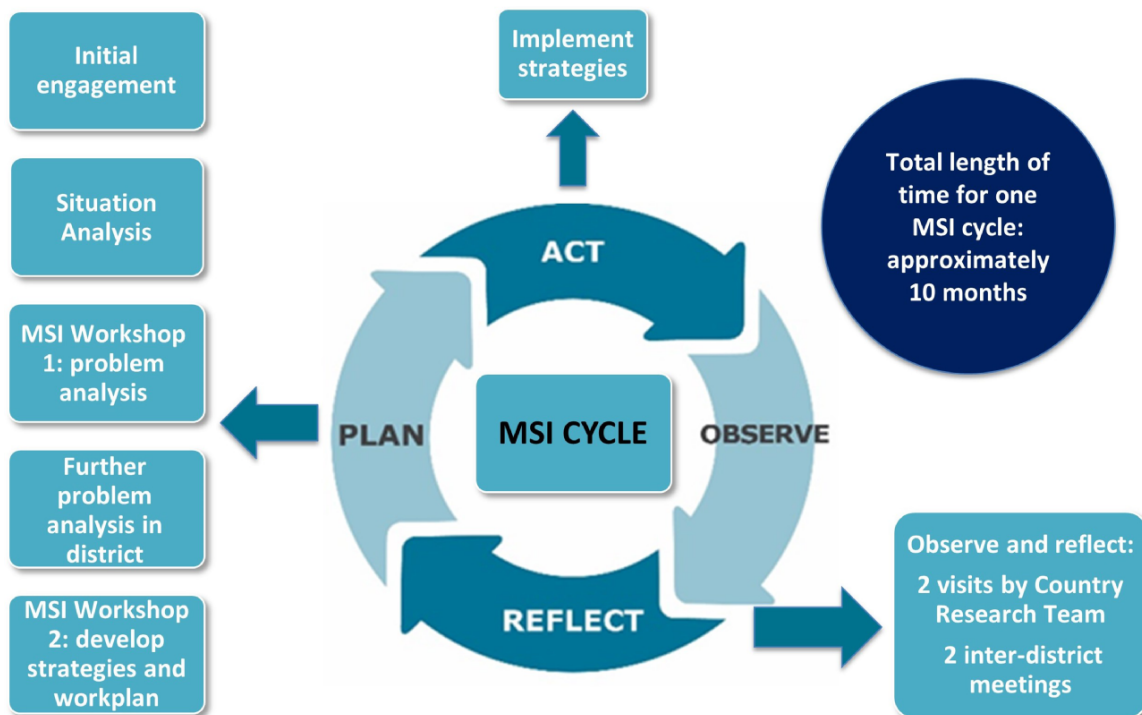 Initial
engagement
Situation
Analysis
MSI Workshop
1: problem
analysis
Further
problem
analysis in
district
MSI Workshop
2: develop
strategies and
workplan
Implement
strategies
ACT
PLAN
MSI CYCLE
OBSERVE
REFLECT
Total length of
time for one
MSI cycle:
approximately
10 months
Observe and reflect:
2 visits by Country
Research Team
2 inter-district
meetings